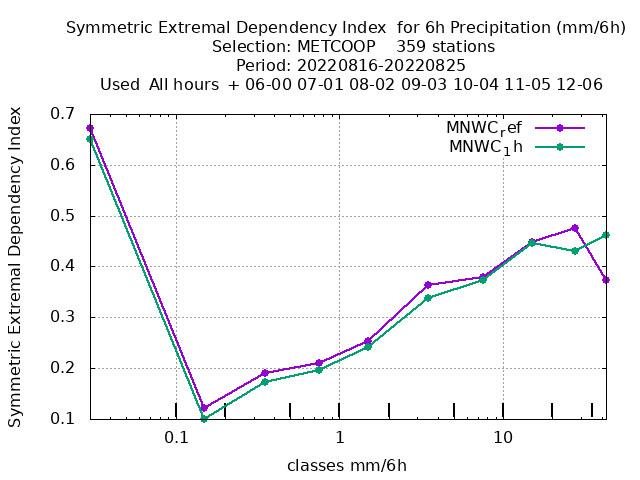 Symmetric Extremal Dependency Index  for 6h Precipitation (mm/6h)
Selection: METCOOP    359 stations
Period: 20220816-20220825
Used  All hours  + 06-00 07-01 08-02 09-03 10-04 11-05 12-06
Symmetric Extremal Dependency Index
0.7
0.6
0.5
0.4
0.3
0.2
0.1
MNWCref
MNWC1h
0.1 1 10
classes mm/6h